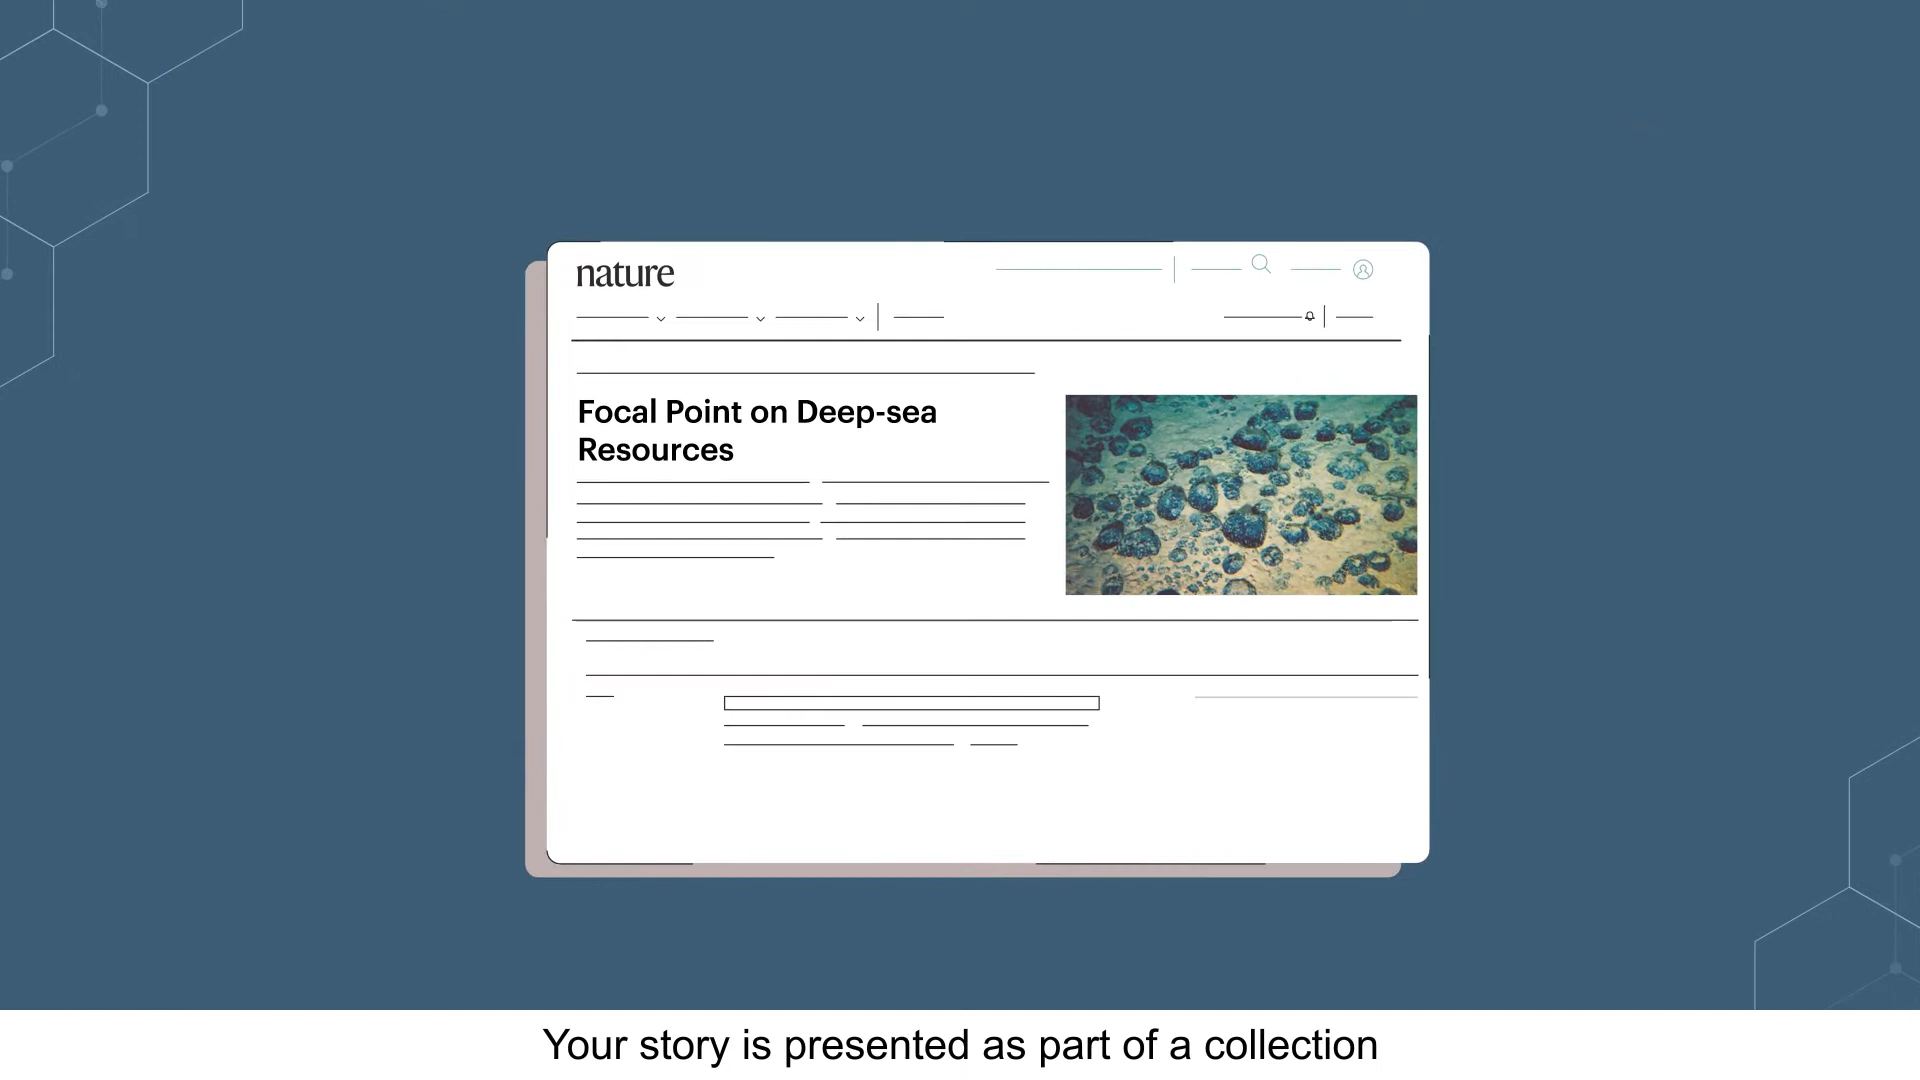 nature
Focal Point on Deep-sea
Resources
Your story is presented as part of a collection